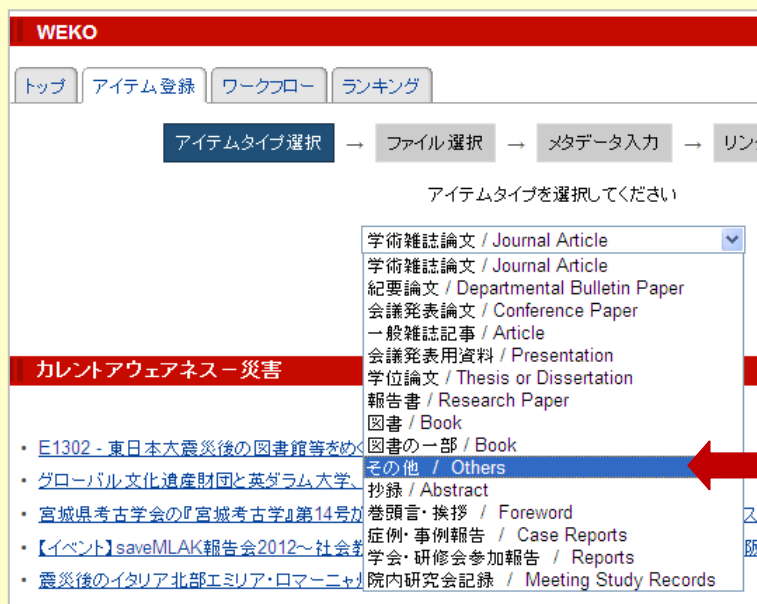 WEKO
トップ アイテム登録 ワークフロー ランキング
アイテムタイプ選択 → ファイル選択 → メタデータ入力 → リン
アイテムタイプを選択してください
学術雑誌論文 / Journal Article
学術雑誌論文 / Journal Article
紀要論文 / Departmental Bulletin Paper
会議発表論文 / Conference Paper
一般雑誌記事 / Article
会議発表用資料 / Presentation
学位論文 / Thesis or Dissertation
報告書 / Research Paper
図書 / Book
図書の一部 / Book
その他 / Others
抄録 / Abstract
巻頭言・挨拶 / Foreword
症例・事例報告 / Case Reports
学会・研修会参加報告 / Reports
院内研究会記録 / Meeting Study Records
カレントアウェアネス－災害
・ E1302 - 東日本大震災後の図書館等をめぐ
・ グローバル文化遺産財団と英ダラム大学、
・ 宮城県考古学会の『宮城考古学』第14号が
・ 【イベント】saveMLAK報告会2012～社会教
・ 震災後のイタリア北部エミリア・ロマーニャ州